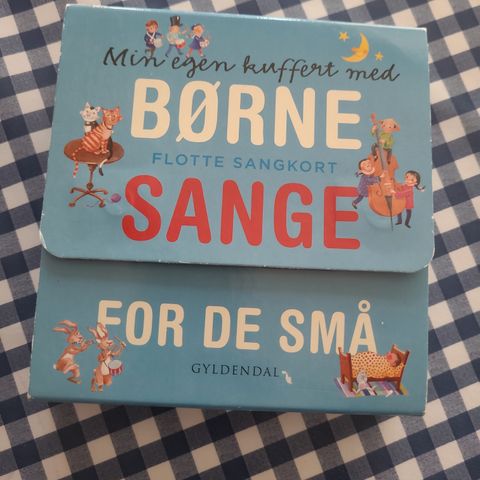 Min egen kuffert med
BØRNE
FLOTTE SANGKORT
SANGE
FOR DE SMÅ
GYLDENDAL